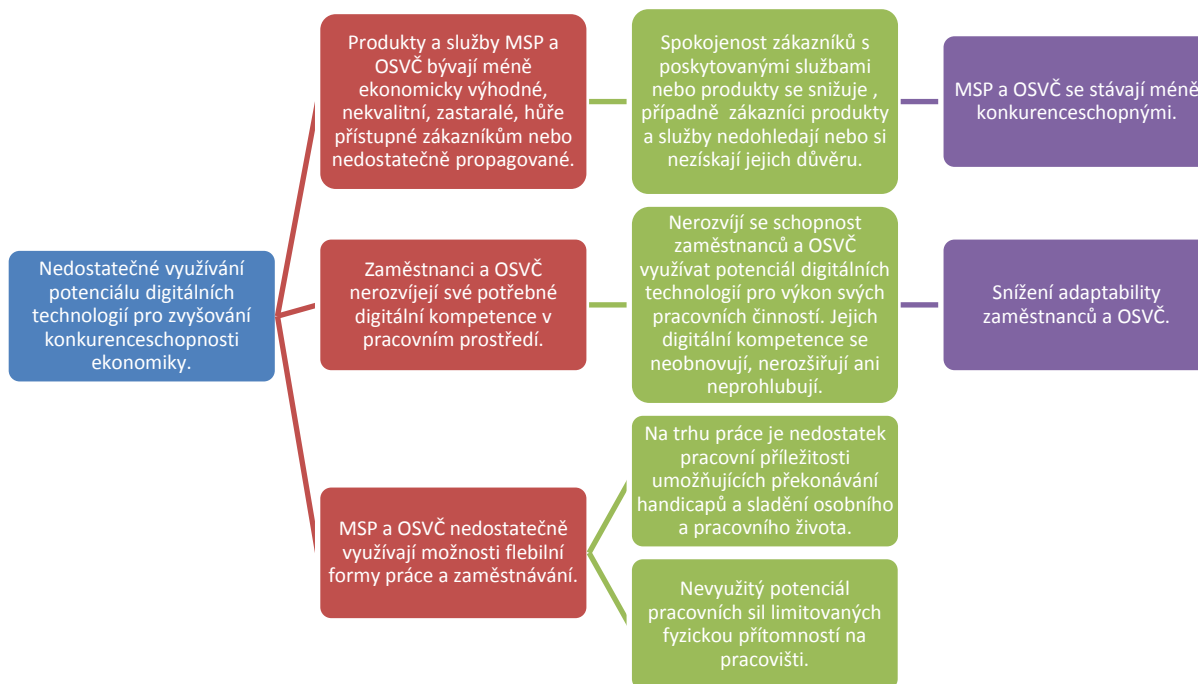 Nedostatečné využívání
potenciálu digitálních
technologií pro zvyšování
konkurenceschopnosti
ekonomiky.
Produkty a služby MSP a
OSVČ bývají méně
ekonomicky výhodné,
nekvalitní, zastaralé, hůře
přístupné zákazníkům nebo
nedostatečně propagované.
Spokojenost zákazníků s
poskytovanými službami
nebo produkty se snižuje ,
případně zákazníci produkty
a služby nedohledají nebo si
nezískají jejich důvěru.
MSP a OSVČ se stávají méně
konkurenceschopnými.
Zaměstnanci a OSVČ
nerozvíjejí své potřebné
digitální kompetence v
pracovním prostředí.
Nerozvíjí se schopnost
zaměstnanců a OSVČ
využívat potenciál digitálních
technologií pro výkon svých
pracovních činností. Jejich
digitální kompetence se
neobnovují, nerozšiřují ani
neprohlubují.
Snížení adaptability
zaměstnanců a OSVČ.
MSP a OSVČ nedostatečně
využívají možnosti flebilní
formy práce a zaměstnávání.
Na trhu práce je nedostatek
pracovní příležitosti
umožňujících překonávání
handicapů a sladění osobního
a pracovního života.
Nevyužitý potenciál
pracovních sil limitovaných
fyzickou přítomností na
pracovišti.